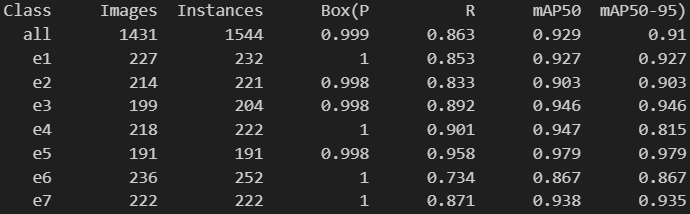 Class Images Instances Box(P R mAP50 mAP50-95)
all 1431 1544 0.999 0.863 0.929 0.91
e1 227 232 1 0.853 0.927 0.927
e2 214 221 0.998 0.833 0.903 0.903
e3 199 204 0.998 0.892 0.946 0.946
e4 218 222 1 0.901 0.947 0.815
e5 191 191 0.998 0.958 0.979 0.979
e6 236 252 1 0.734 0.867 0.867
e7 222 222 1 0.871 0.938 0.935